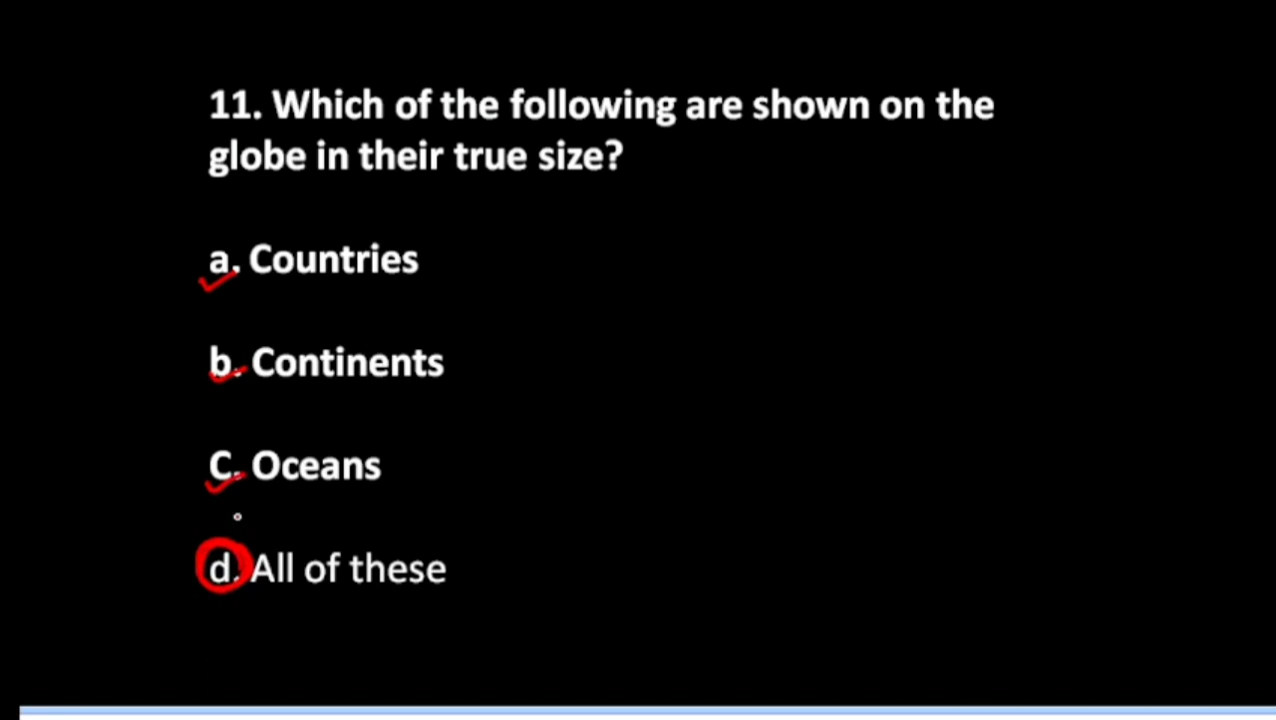 11. Which of the following are shown on the
globe in their true size?
a. Countries
b. Continents
C. Oceans
d. All of these